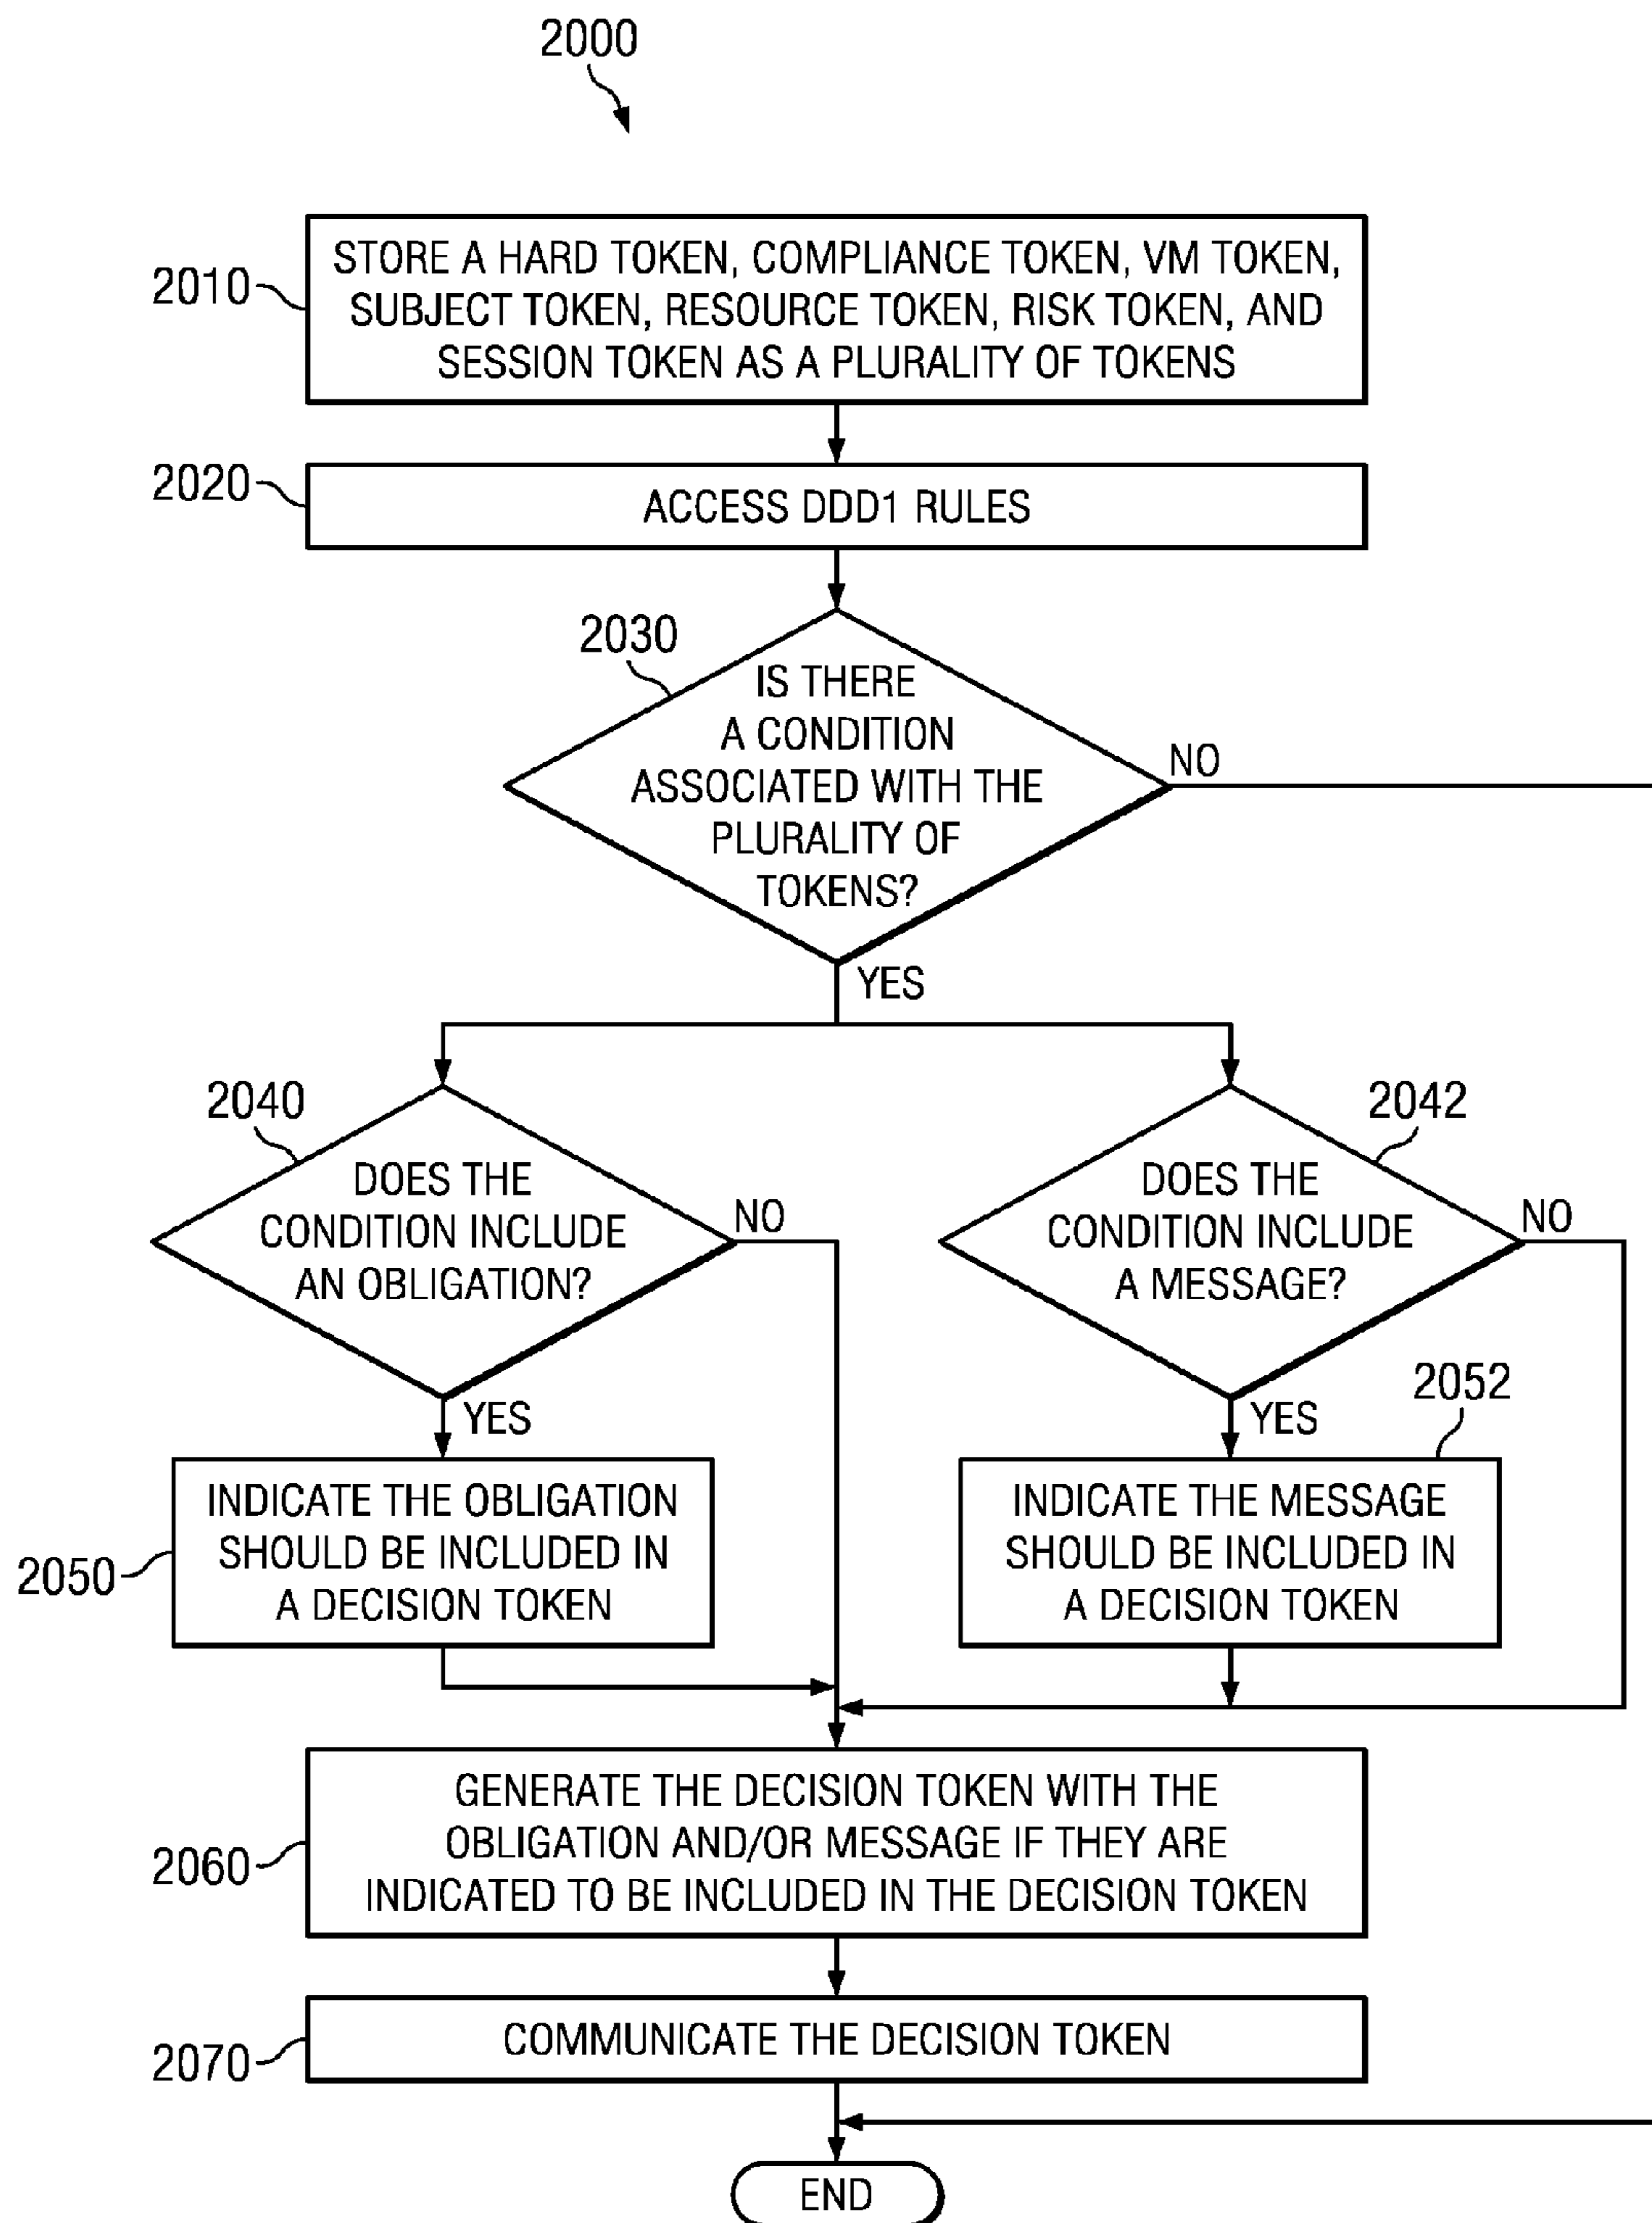 2000
2010
STORE A HARD TOKEN, COMPLIANCE TOKEN, VM TOKEN,
SUBJECT TOKEN, RESOURCE TOKEN, RISK TOKEN, AND
SESSION TOKEN AS A PLURALITY OF TOKENS
2020
ACCESS DDD1 RULES
2030
IS THERE
A CONDITION
ASSOCIATED WITH THE
PLURALITY OF
TOKENS?
NO
YES
2040
DOES THE
CONDITION INCLUDE
AN OBLIGATION?
NO
YES
2042
DOES THE
CONDITION INCLUDE
A MESSAGE?
NO
YES
2050
INDICATE THE OBLIGATION
SHOULD BE INCLUDED IN
A DECISION TOKEN
2052
INDICATE THE MESSAGE
SHOULD BE INCLUDED IN
A DECISION TOKEN
2060
GENERATE THE DECISION TOKEN WITH THE
OBLIGATION AND/OR MESSAGE IF THEY ARE
INDICATED TO BE INCLUDED IN THE DECISION TOKEN
2070
COMMUNICATE THE DECISION TOKEN
END